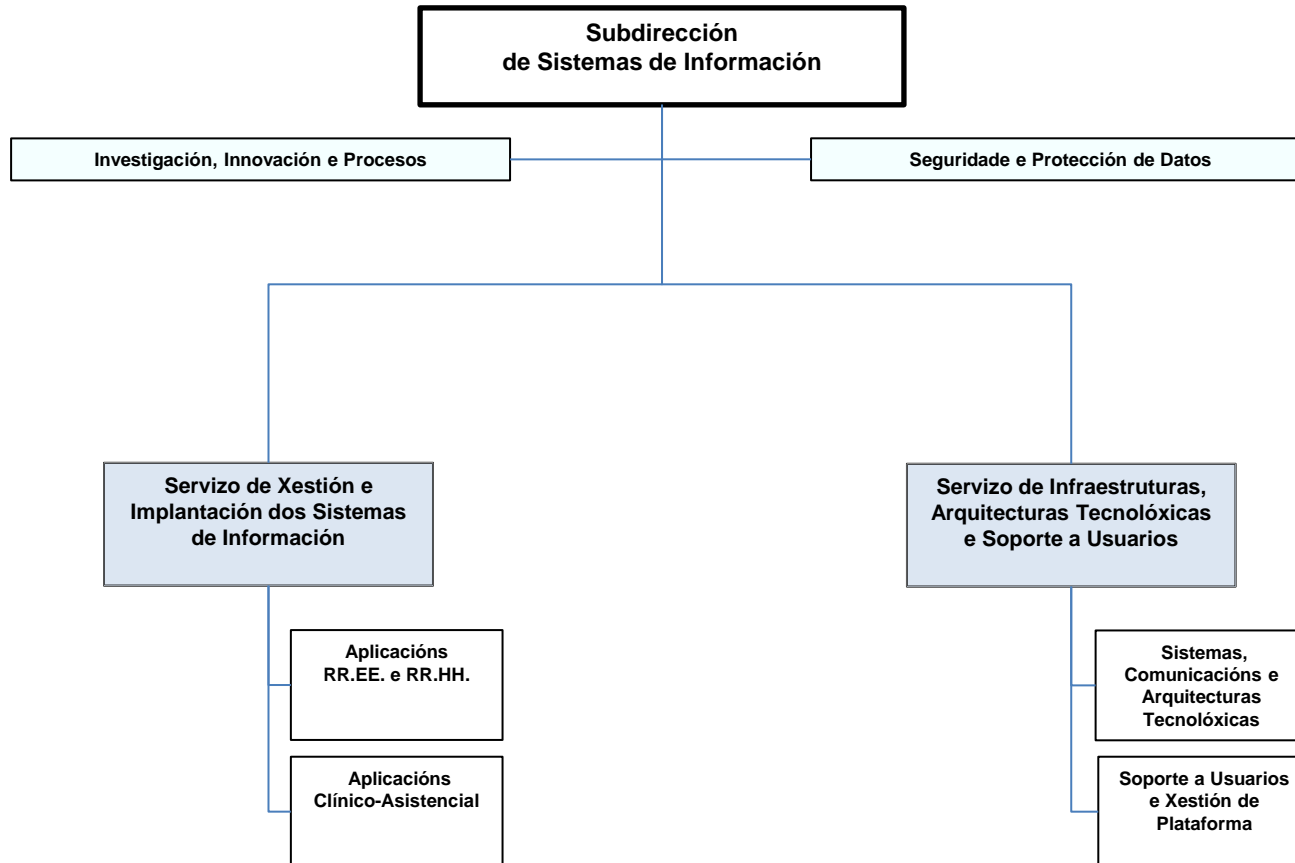 Subdirección
de Sistemas de Información
Investigación, Innovación e Procesos
Seguridade e Protección de Datos
Servizo de Xestión e
Implantación dos Sistemas
de Información
Servizo de Infraestruturas,
Arquitecturas Tecnolóxicas
e Soporte a Usuarios
Aplicacións
RR.EE. e RR.HH.
Sistemas,
Comunicacións e
Arquitecturas
Tecnolóxicas
Aplicacións
Clínico-Asistencial
Soporte a Usuarios
e Xestión de
Plataforma